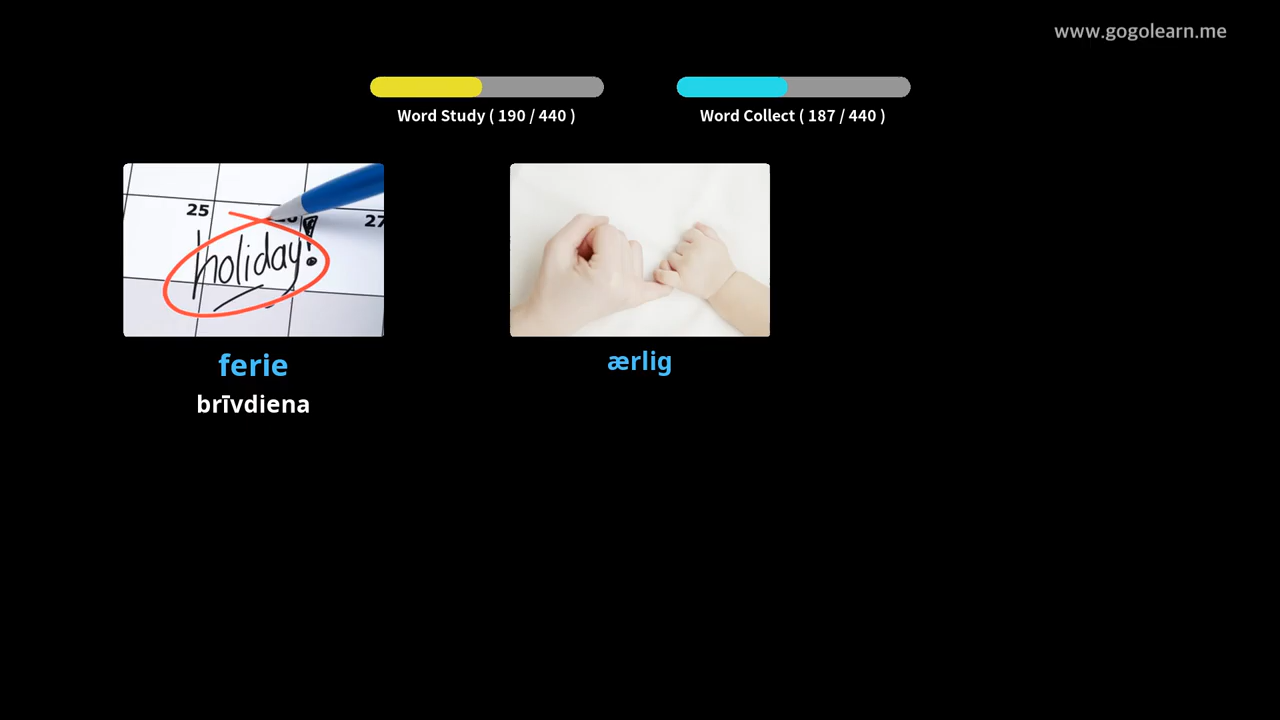 www.gogolearn.me
Word Study ( 190 / 440 )
Word Collect ( 187 / 440 )
25
27
holiday!
ferie
brīvdiena
ærlig